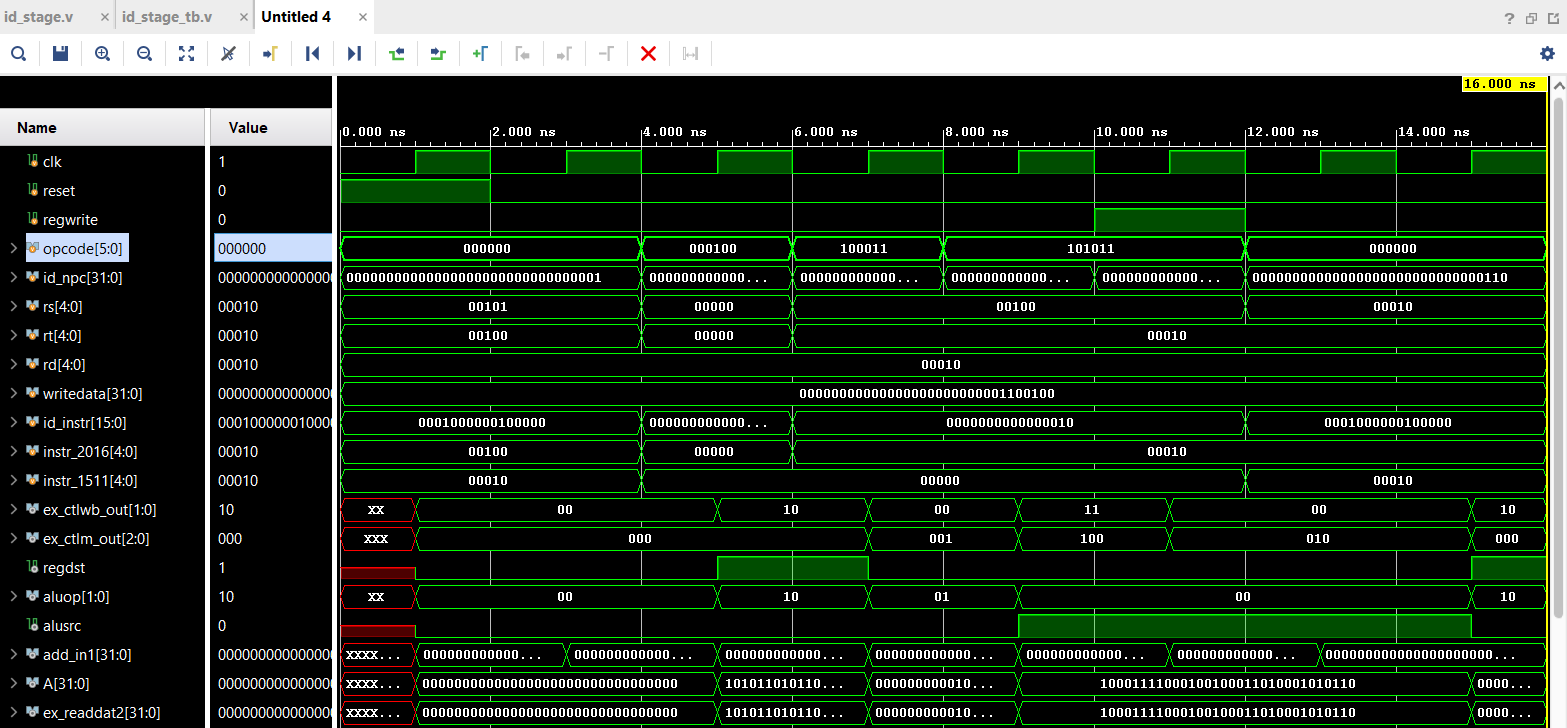 id_stage.v × id_stage_tb.v × Untitled 4 × ?
16.000 ns
Name Value 0.000 ns 2.000 ns 4.000 ns 6.000 ns 8.000 ns 10.000 ns 12.000 ns 14.000 ns
clk 1
reset 0
regwrite 0
opcode[5:0] 000000 000000 000100 100011 101011 000000
id_npc[31:0] 000000000000000 00000000000000000000000000000001 000000000000... 000000000000... 000000000000... 000000000000... 00000000000000000000000000000110
rs[4:0] 00010 00101 00000 00100 00010
rt[4:0] 00010 00100 00000 00010
rd[4:0] 00010 00010
writedata[31:0] 000000000000000 00000000000000000000000001100100
id_instr[15:0] 000100000010000 0001000000100000 000000000000... 0000000000000010 0001000000100000
instr_2016[4:0] 00010 00100 00000 00010
instr_1511[4:0] 00010 00010 00000 00010
ex_ctlwb_out[1:0] 10 XX 00 10 00 11 00 10
ex_ctlm_out[2:0] 000 XXX 000 001 100 010 000
regdst 1
aluop[1:0] 10 XX 00 10 01 00 10
alusrc 0
add_in1[31:0] 000000000000000 XXXX... 000000000000... 000000000000... 000000000000... 000000000000... 000000000000... 000000000000... 0000000000000000000...
A[31:0] 000000000000000 XXXX... 00000000000000000000000000000000 101011010110... 000000000010... 10001111000100100011010001010110 0000...
ex_readdat2[31:0] 000000000000000 XXXX... 00000000000000000000000000000000 101011010110... 000000000010... 10001111000100100011010001010110 0000...